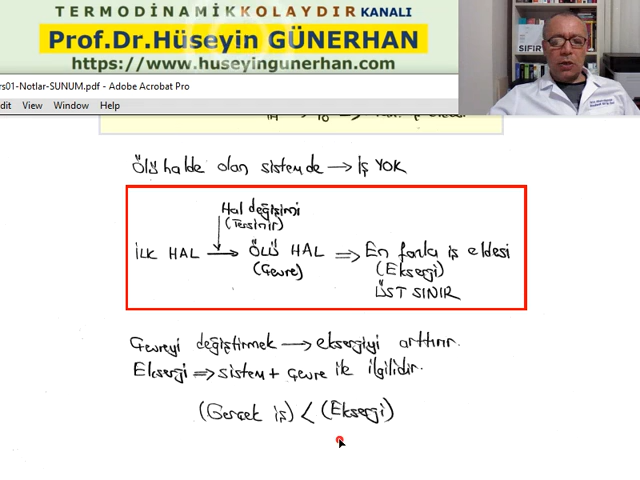 TERMODİNAMİKKOLAYDIR KANALI
Prof.Dr.Hüseyin GÜNERHAN
https://www.huseyingunerhan.com
rs01-Notlar-SUNUM.pdf - Adobe Acrobat Pro
dit View Window Help
SIFIR
ÖLÜ halde olan sistemde → İŞ YOK
Hal değişimi
(Tersinir)
İLK HAL → ÖLÜ HAL ⇒ En fazla iş eldesi
(Çevre) (Ekserji)
ÜST SINIR
Çevreyi değiştirmek → ekserjiyi arttırır.
Ekserji ⇒ sistem + çevre ile ilgilidir.
(Gerçek iş) < (Ekserji)